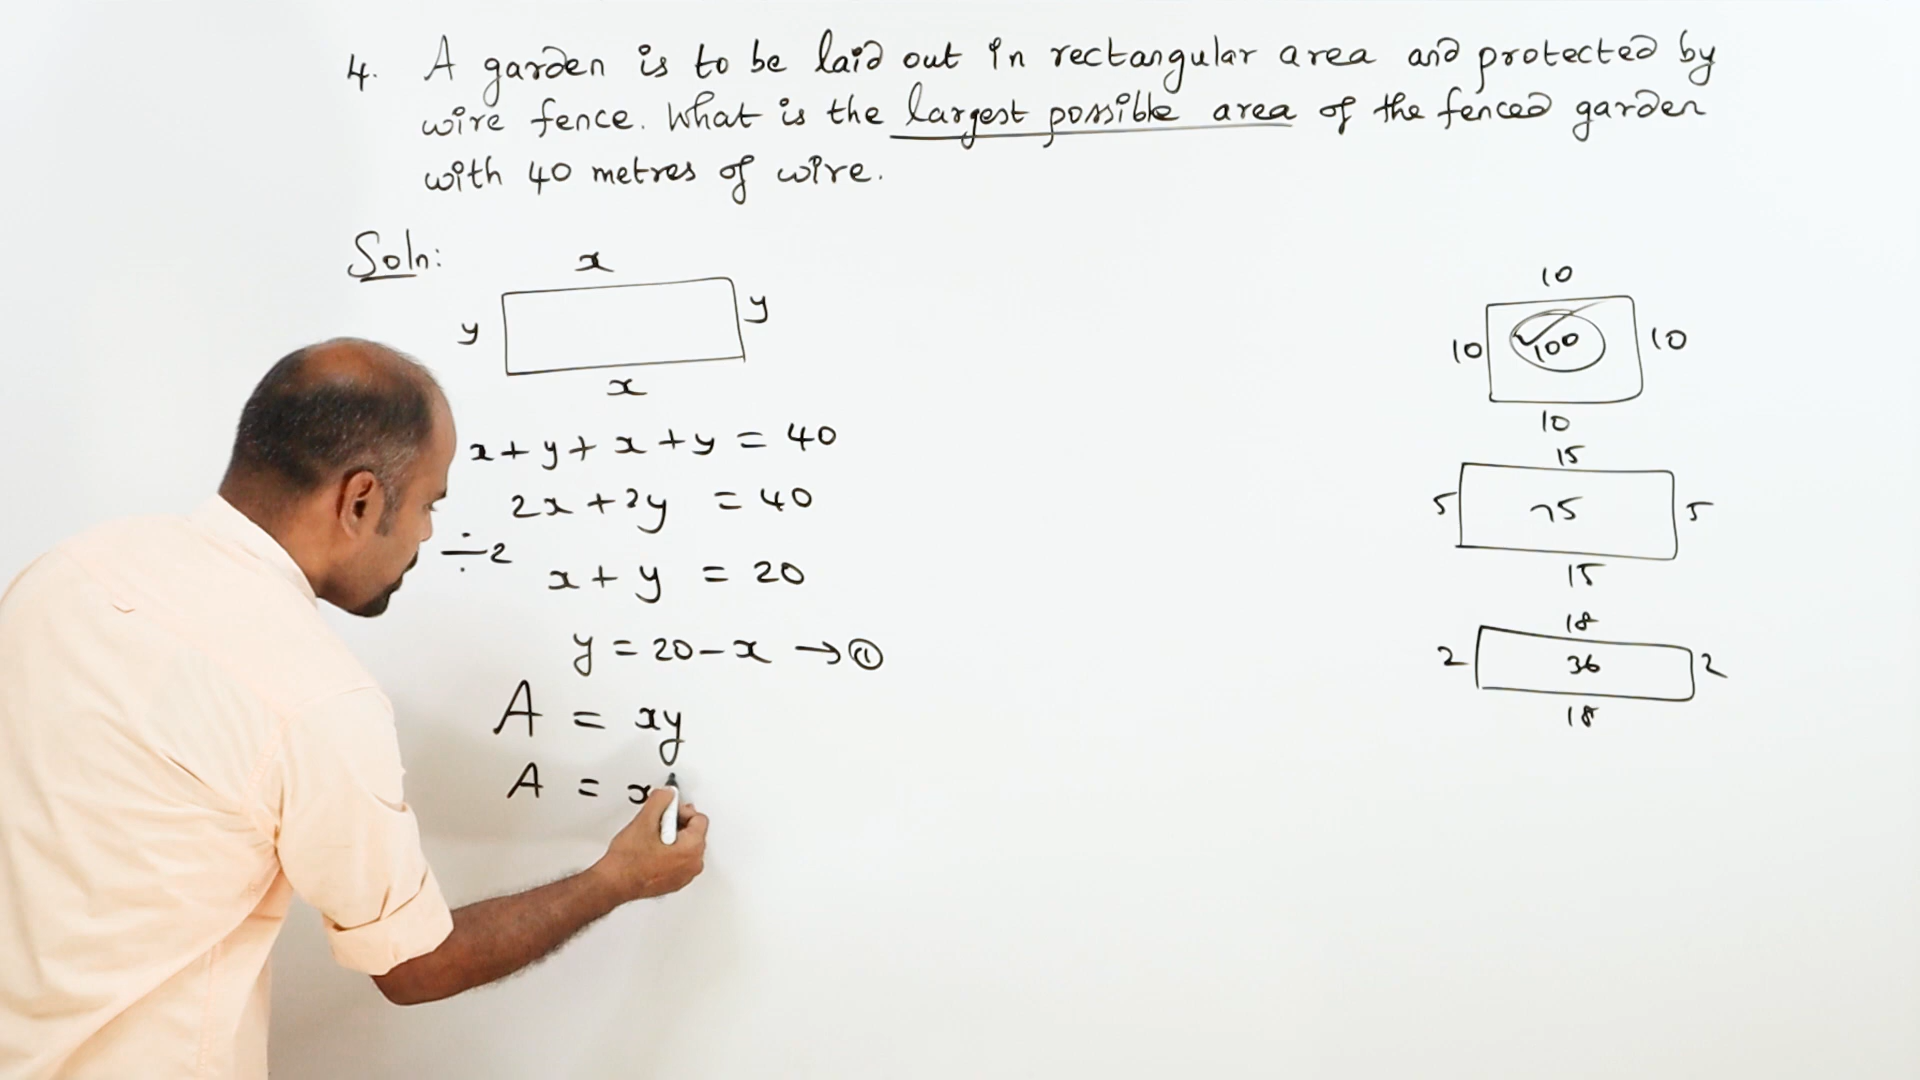 4. A garden is to be laid out in rectangular area and protected by
wire fence. What is the largest possible area of the fenced garden
with 40 metres of wire.
Soln:
x
y
y
x
x + y + x + y = 40
2x + 2y = 40
÷2
x + y = 20
y = 20 - x → ①
A = xy
A = x
10
10 100 10
10
15
5 75 5
15
18
2 36 2
18